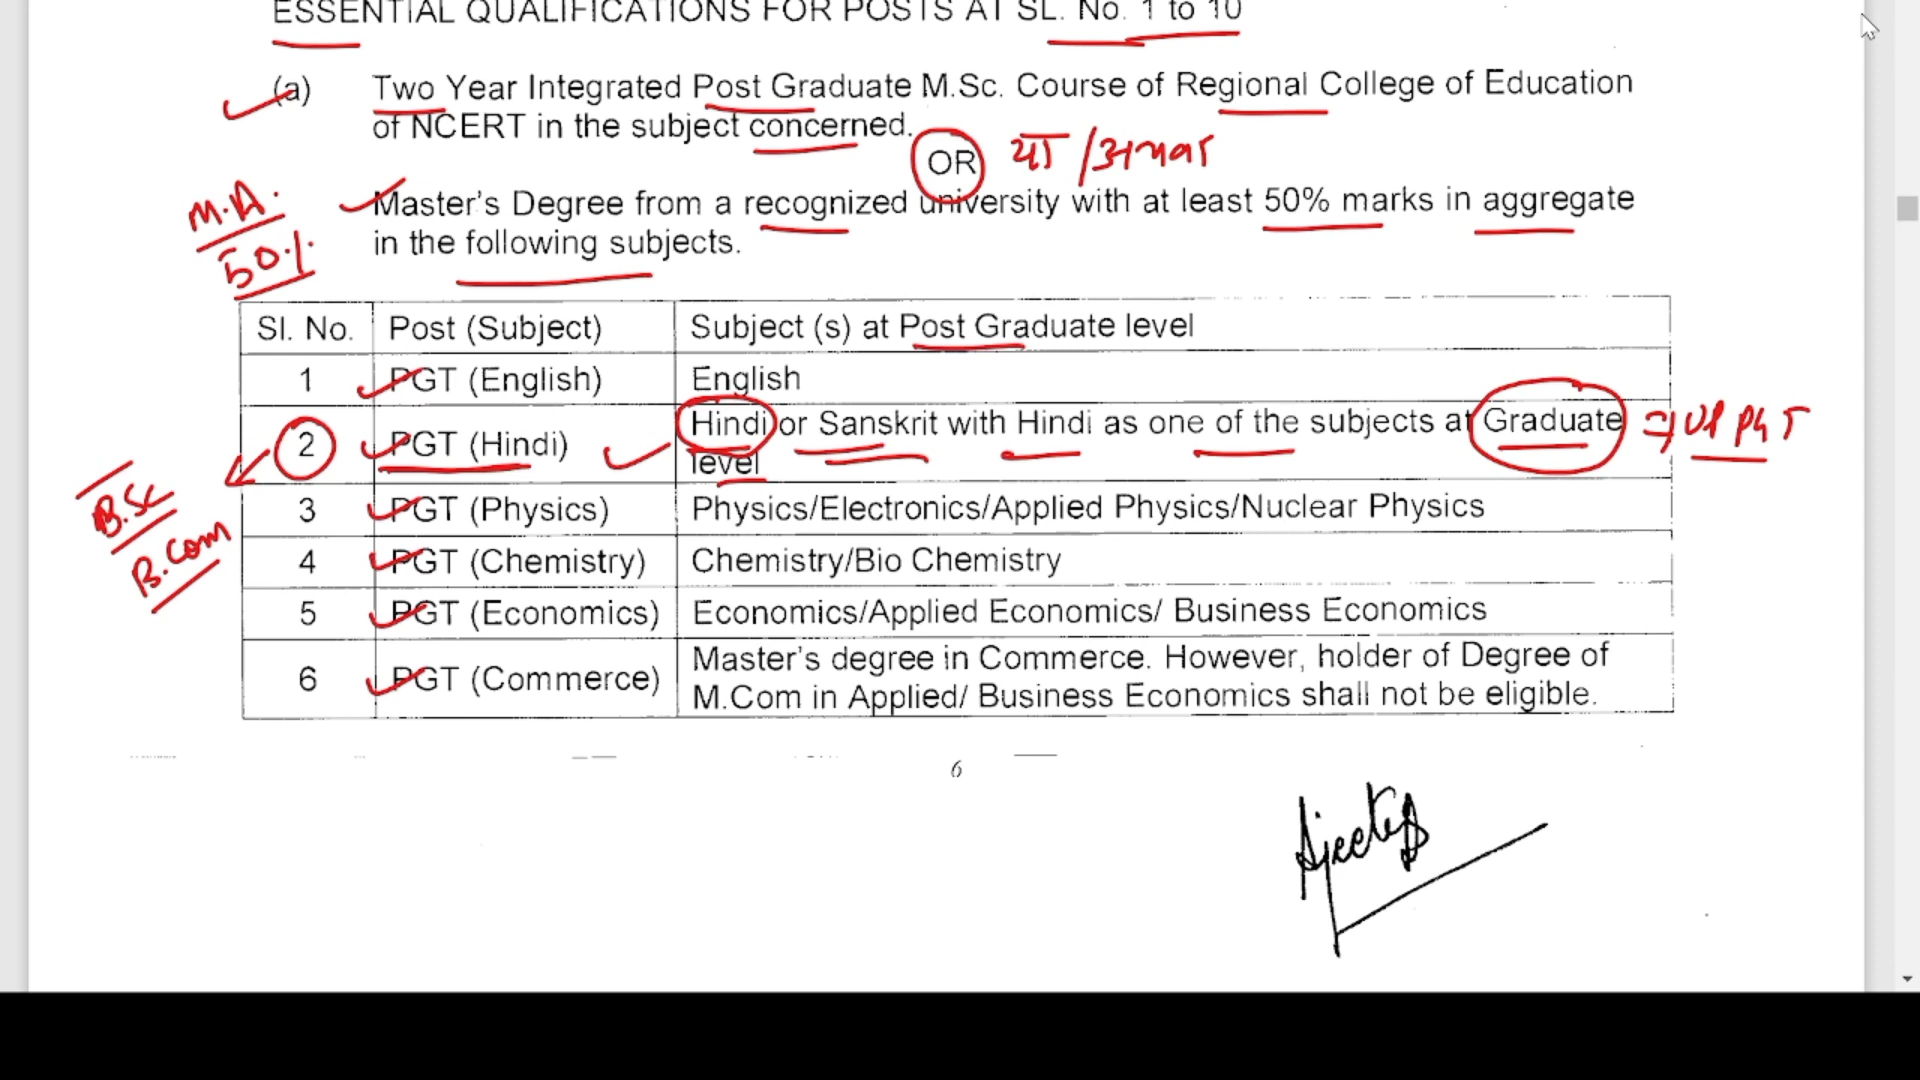 ESSENTIAL QUALIFICATIONS FOR POSTS AT SL. No. 1 to 10
(a) Two Year Integrated Post Graduate M.Sc. Course of Regional College of Education
of NCERT in the subject concerned.
OR या/अथवा
M.A. Master's Degree from a recognized university with at least 50% marks in aggregate
50% in the following subjects.
Sl. No. Post (Subject) Subject (s) at Post Graduate level
1 PGT (English) English
2 PGT (Hindi) Hindi or Sanskrit with Hindi as one of the subjects at Graduate
level
B.Sc
B.Com
3 PGT (Physics) Physics/Electronics/Applied Physics/Nuclear Physics
4 PGT (Chemistry) Chemistry/Bio Chemistry
5 PGT (Economics) Economics/Applied Economics/ Business Economics
6 PGT (Commerce) Master's degree in Commerce. However, holder of Degree of
M.Com in Applied/ Business Economics shall not be eligible.
6